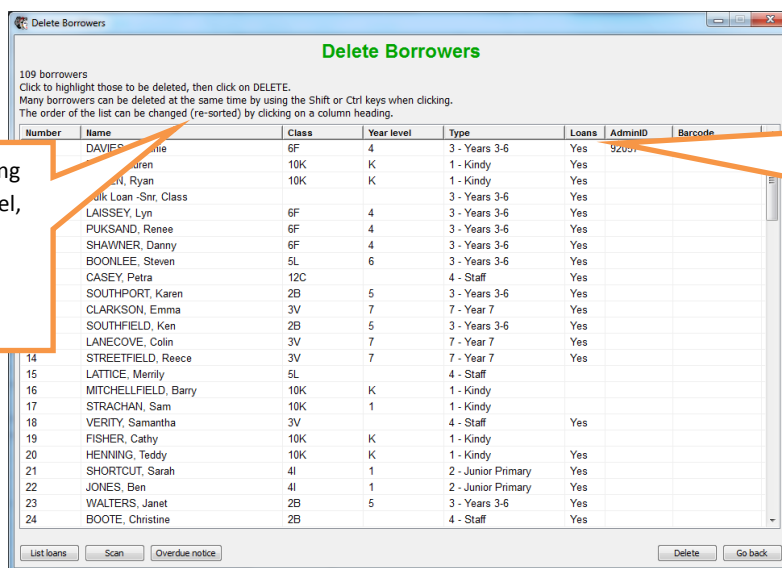 Delete Borrowers
Delete Borrowers
109 borrowers
Click to highlight those to be deleted, then click on DELETE.
Many borrowers can be deleted at the same time by using the Shift or Ctrl keys when clicking.
The order of the list can be changed (re-sorted) by clicking on a column heading.
Number Name Class Year level Type Loans AdminID Barcode
DAVIES, 6F 4 3 - Years 3-6 Yes
10K K 1 - Kindy Yes
Ryan 10K K 1 - Kindy Yes
Loan -Snr, Class 3 - Years 3-6 Yes
LAISSEY, Lyn 6F 4 3 - Years 3-6 Yes
PUKSAND, Renee 6F 4 3 - Years 3-6 Yes
SHAWNER, Danny 6F 4 3 - Years 3-6 Yes
BOONLEE, Steven 5L 6 3 - Years 3-6 Yes
CASEY, Petra 12C 4 - Staff Yes
SOUTHPORT, Karen 2B 5 3 - Years 3-6 Yes
CLARKSON, Emma 3V 7 7 - Year 7 Yes
SOUTHFIELD, Ken 2B 5 3 - Years 3-6 Yes
LANECOVE, Colin 3V 7 7 - Year 7 Yes
14 STREETFIELD, Reece 3V 7 7 - Year 7 Yes
15 LATTICE, Merrily 5L 4 - Staff
16 MITCHELLFIELD, Barry 10K K 1 - Kindy
17 STRACHAN, Sam 10K 1 1 - Kindy
18 VERITY, Samantha 3V 4 - Staff Yes
19 FISHER, Cathy 10K K 1 - Kindy
20 HENNING, Teddy 10K K 1 - Kindy Yes
21 SHORTCUT, Sarah 4I 1 2 - Junior Primary Yes
22 JONES, Ben 4I 1 2 - Junior Primary Yes
23 WALTERS, Janet 2B 5 3 - Years 3-6 Yes
24 BOOTE, Christine 2B 4 - Staff Yes
List loans Scan Overdue notice Delete Go back